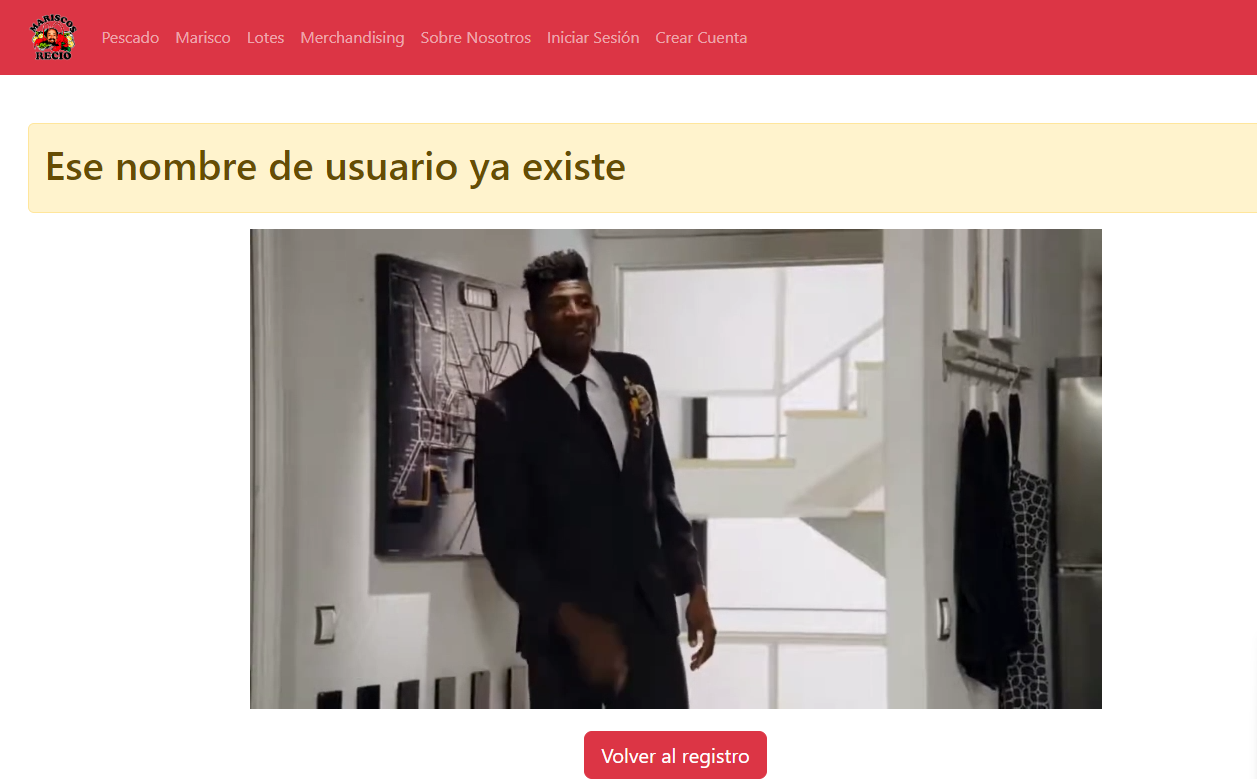 MARISCOS
RECIO
Pescado Marisco Lotes Merchandising Sobre Nosotros Iniciar Sesión Crear Cuenta
Ese nombre de usuario ya existe
Volver al registro